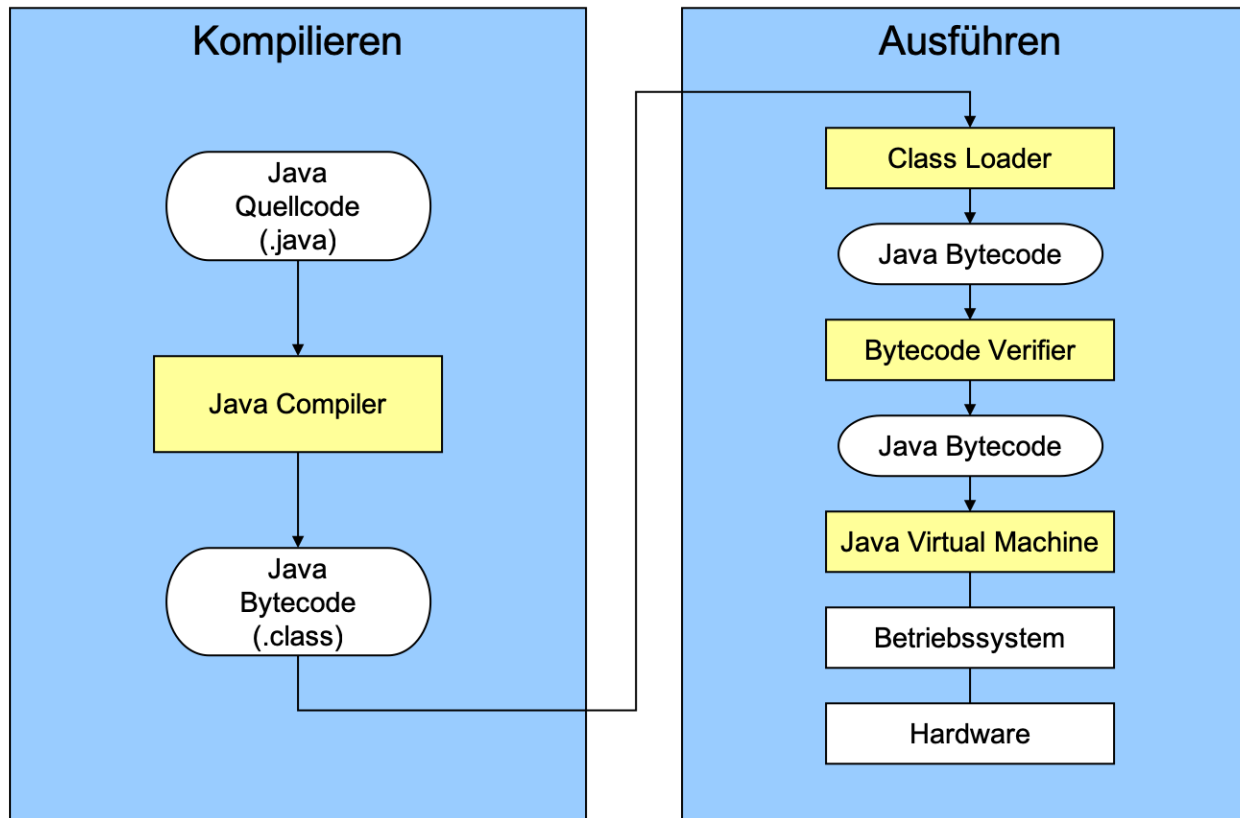 Kompilieren
Java
Quellcode
(.java)
Java Compiler
Java
Bytecode
(.class)
Ausführen
Class Loader
Java Bytecode
Bytecode Verifier
Java Bytecode
Java Virtual Machine
Betriebssystem
Hardware